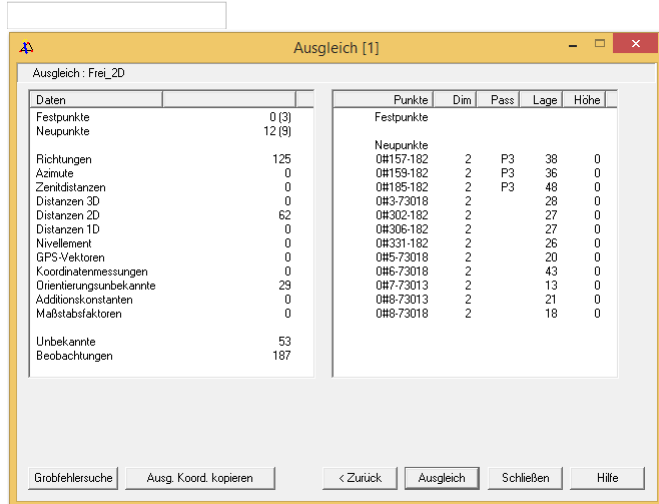 Ausgleich [1]
Ausgleich : Frei_2D
Daten
Festpunkte 0 (3)
Neupunkte 12 (9)
Richtungen 125
Azimute 0
Zenitdistanzen 0
Distanzen 3D 0
Distanzen 2D 62
Distanzen 1D 0
Nivellement 0
GPS-Vektoren 0
Koordinatenmessungen 0
Orientierungsunbekannte 29
Additionskonstanten 0
Maßstabsfaktoren 0
Unbekannte 53
Beobachtungen 187
Punkte Dim Pass Lage Höhe
Festpunkte
Neupunkte
0#157-182 2 P3 38 0
0#159-182 2 P3 36 0
0#185-182 2 P3 48 0
0#3-73018 2 28 0
0#302-182 2 27 0
0#306-182 2 27 0
0#331-182 2 26 0
0#5-73018 2 20 0
0#6-73018 2 43 0
0#7-73013 2 13 0
0#8-73013 2 21 0
0#8-73018 2 18 0
Grobfehlersuche Ausg. Koord. kopieren < Zurück Ausgleich Schließen Hilfe